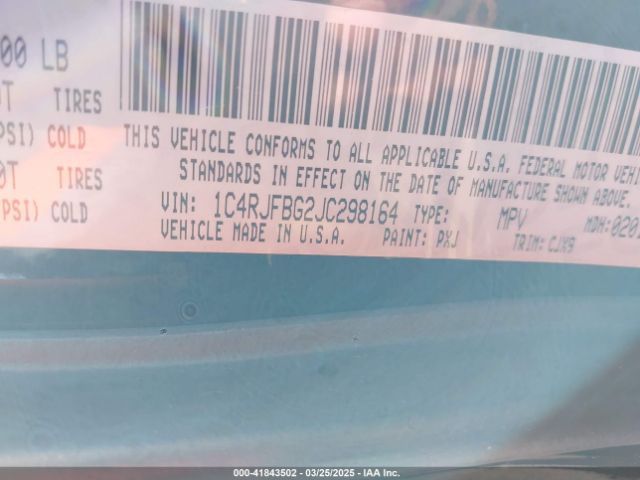 00 LB
TIRES
PSI) COLD
THIS VEHICLE CONFORMS TO ALL APPLICABLE U.S.A. FEDERAL MOTOR VEHI
STANDARDS IN EFFECT ON THE DATE OF MANUFACTURE SHOWN ABOVE.
TIRES
PSI) COLD
VIN: 1C4RJFBG2JC298164 TYPE: MPV MDH: 020
VEHICLE MADE IN U.S.A. PAINT: PXJ TRIM: CJX9
000-41843502 — 03/25/2025 - IAA Inc.